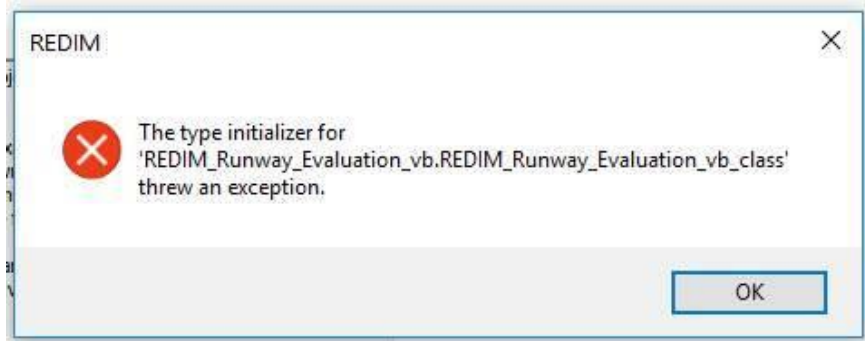 REDIM
The type initializer for
'REDIM_Runway_Evaluation_vb.REDIM_Runway_Evaluation_vb_class'
threw an exception.
OK